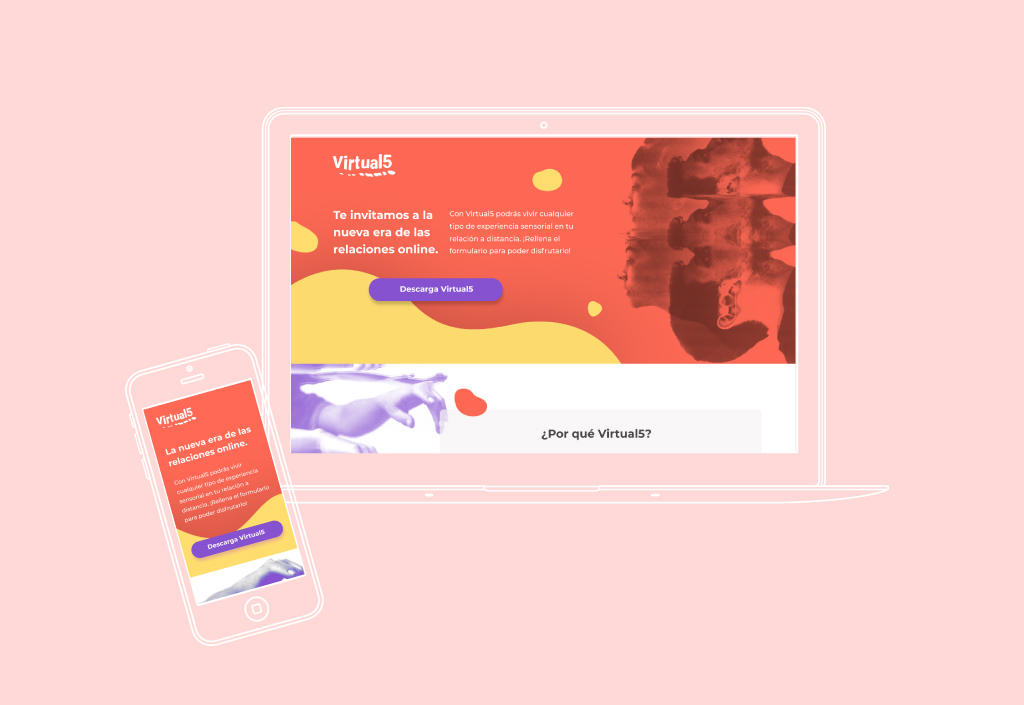 Virtual5
Te invitamos a la
nueva era de las
relaciones online.
Con Virtual5 podrás vivir cualquier
tipo de experiencia sensorial en tu
relación a distancia. ¡Rellena el
formulario para poder disfrutarlo!
Descarga Virtual5
¿Por qué Virtual5?
Virtual5
La nueva era de las
relaciones online.
Con Virtual5 podrás vivir
cualquier tipo de experiencia
sensorial en tu relación a
distancia. ¡Rellena el formulario
para poder disfrutarlo!
Descarga Virtual5